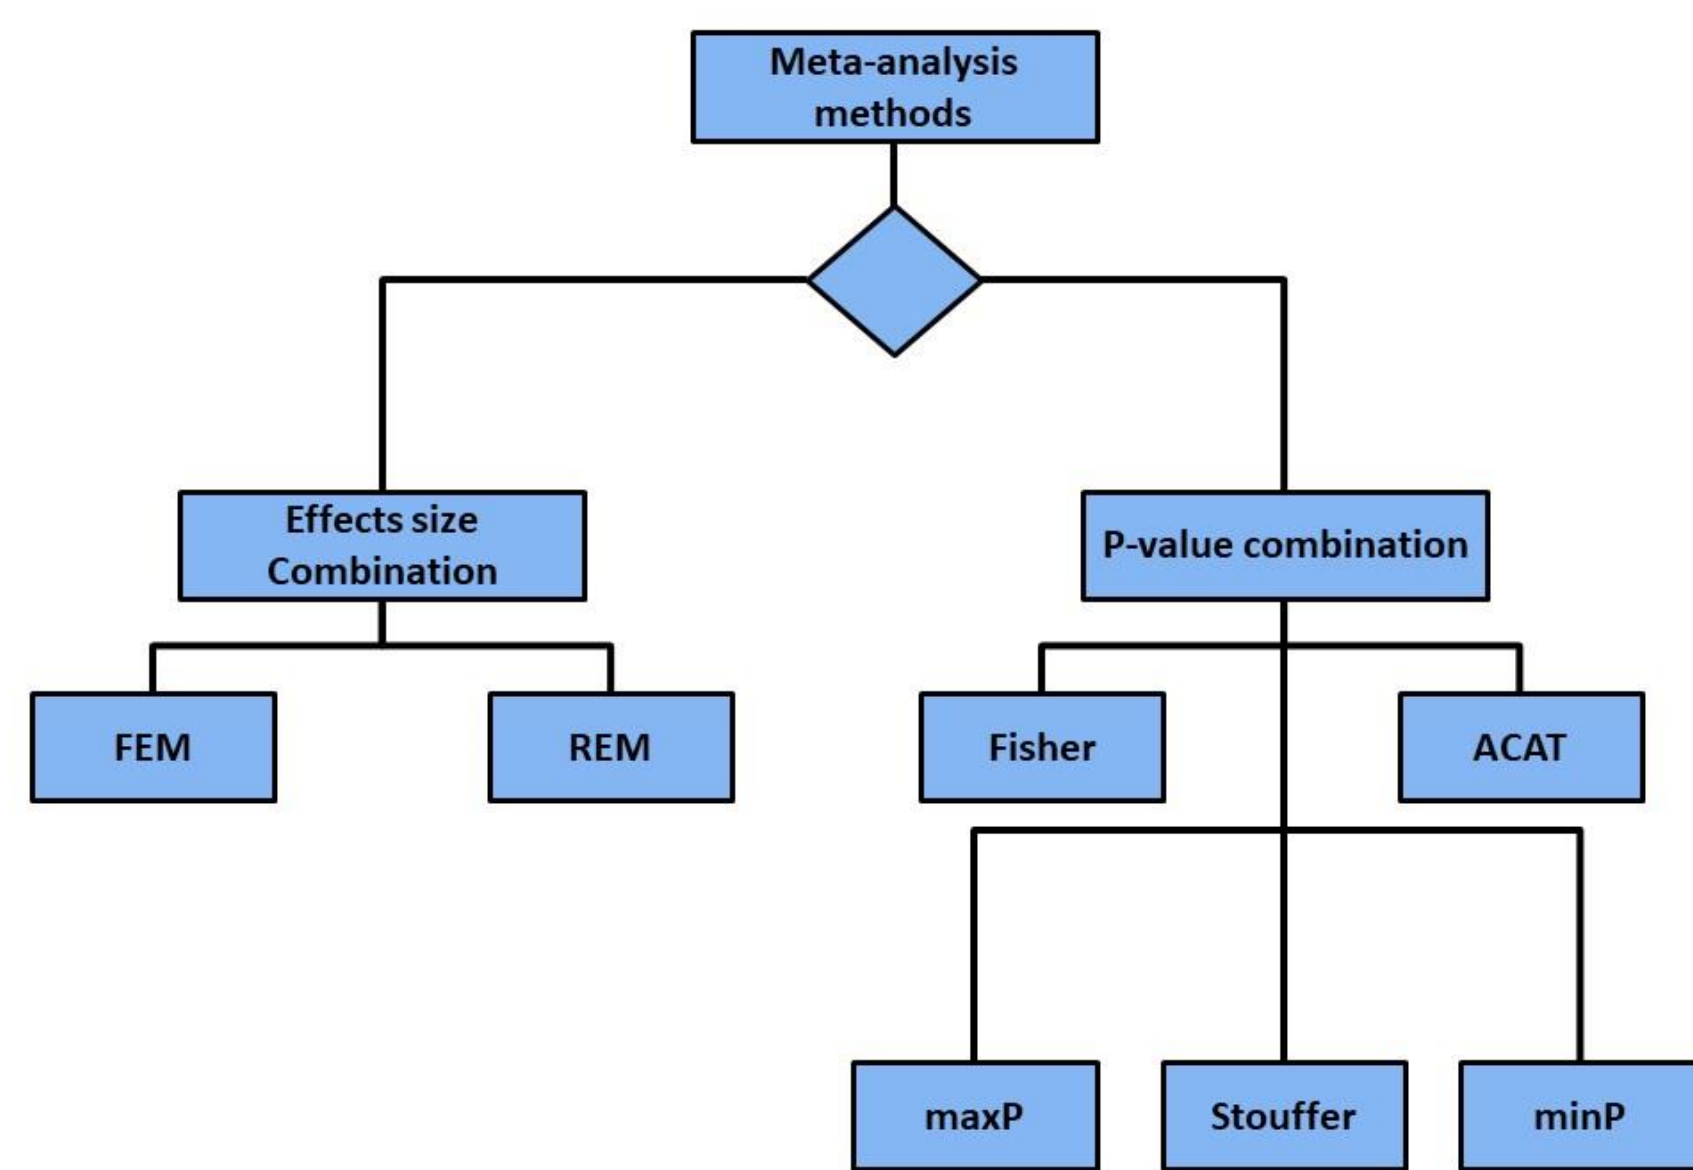 Meta-analysis
methods
Effects size
Combination
P-value combination
FEM
REM
Fisher
ACAT
maxP
Stouffer
minP